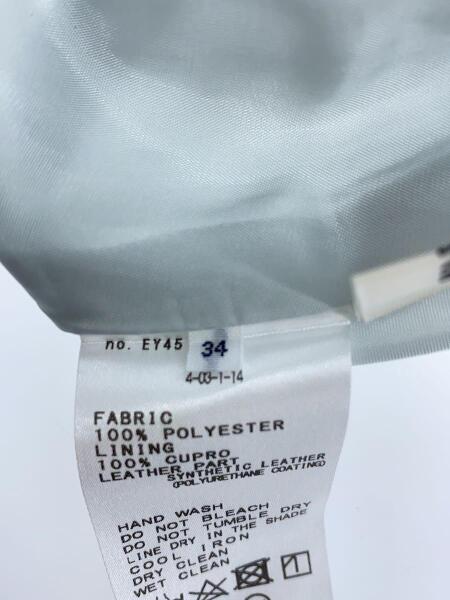 no. EY45 34
4-03-1-14
FABRIC
100% POLYESTER
LINING
100% CUPRO
LEATHER PART
SYNTHETIC LEATHER
(POLYURETHANE COATING)
HAND WASH
DO NOT BLEACH
DO NOT TUMBLE DRY
LINE DRY IN THE SHADE
COOL IRON
DRY CLEAN
WET CLEAN